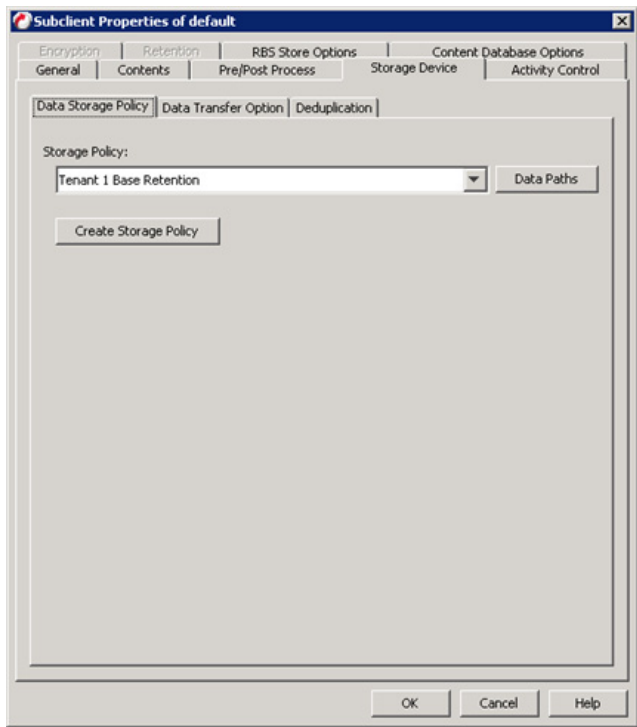 Subclient Properties of default
Encryption Retention RBS Store Options Content Database Options
General Contents Pre/Post Process Storage Device Activity Control
Data Storage Policy Data Transfer Option Deduplication
Storage Policy:
Tenant 1 Base Retention Data Paths
Create Storage Policy
OK Cancel Help